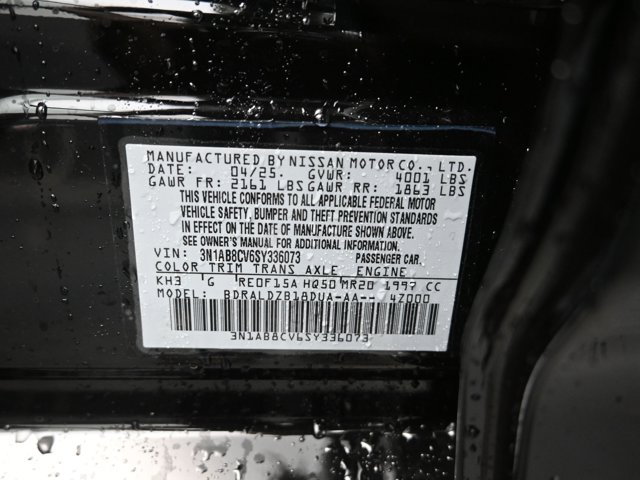 MANUFACTURED BY NISSAN MOTOR CO., LTD.
DATE: 04/25. GVWR: 4001 LBS
GAWR FR: 2161 LBS GAWR RR: 1863 LBS
THIS VEHICLE CONFORMS TO ALL APPLICABLE FEDERAL MOTOR
VEHICLE SAFETY, BUMPER AND THEFT PREVENTION STANDARDS
IN EFFECT ON THE DATE OF MANUFACTURE SHOWN ABOVE.
SEE OWNER'S MANUAL FOR ADDITIONAL INFORMATION.
VIN: 3N1AB8CV6SY336073 PASSENGER CAR.
COLOR TRIM TRANS AXLE ENGINE
KH3 G RE0F15A HQ50 MR20 1997 CC
MODEL: BDRALDZB18DUA-AA-- 4Z000
3N1AB8CV6SY336073